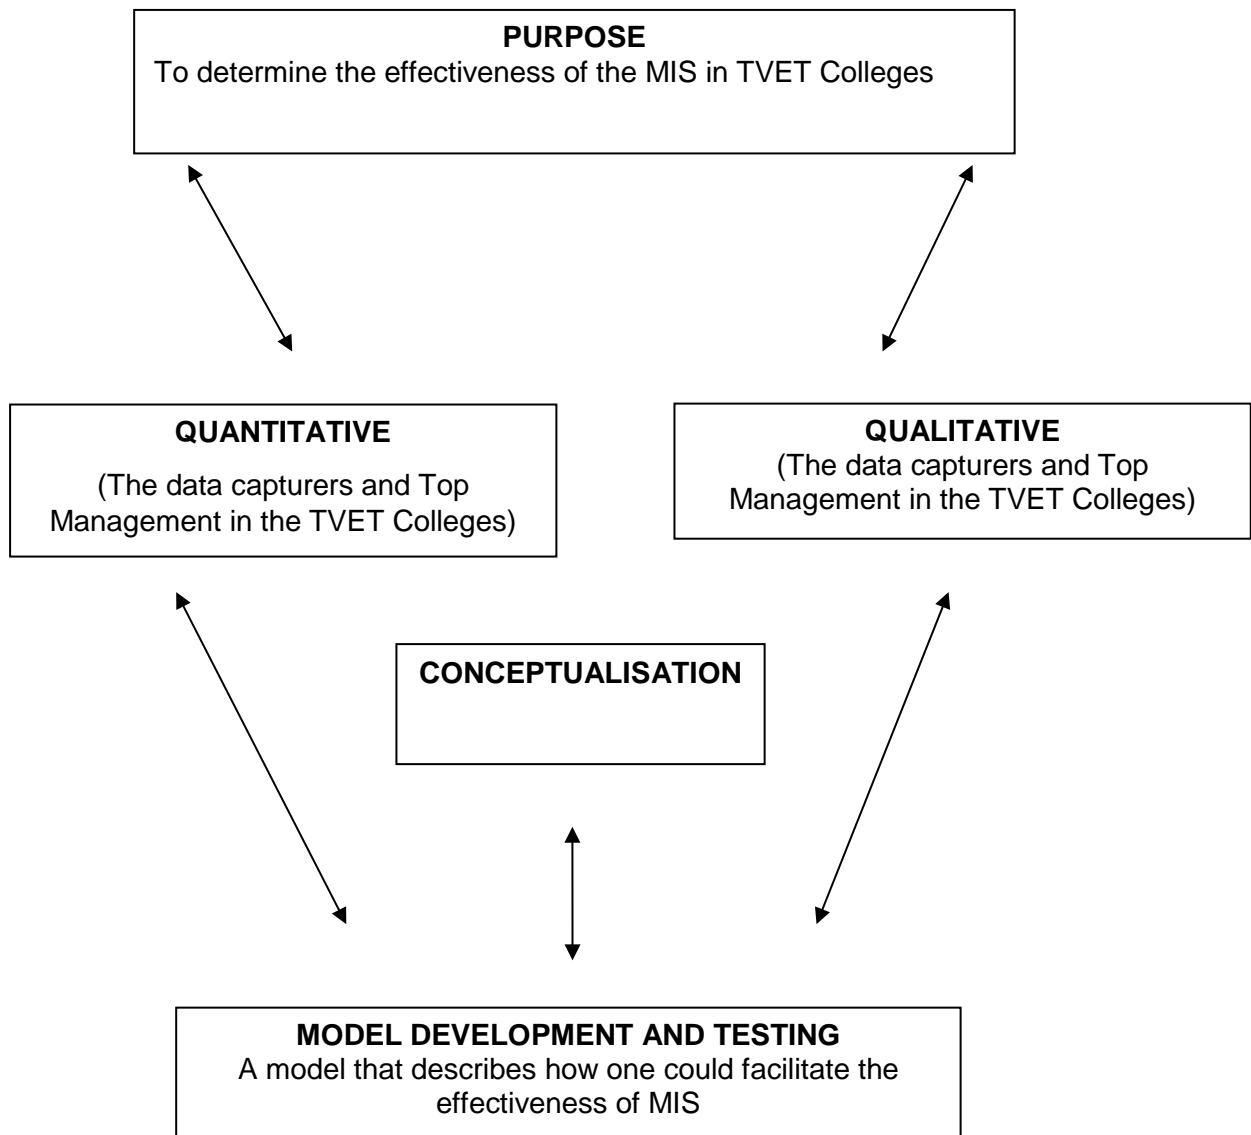 PURPOSE
To determine the effectiveness of the MIS in TVET Colleges
QUANTITATIVE
(The data capturers and Top
Management in the TVET Colleges)
QUALITATIVE
(The data capturers and Top
Management in the TVET Colleges)
CONCEPTUALISATION
MODEL DEVELOPMENT AND TESTING
A model that describes how one could facilitate the
effectiveness of MIS